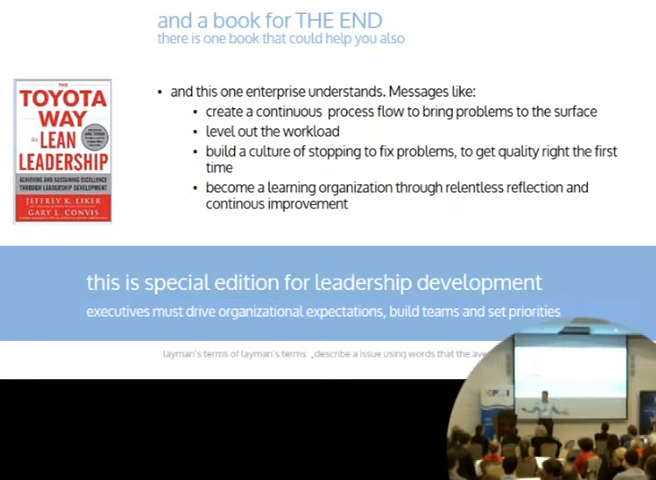 and a book for THE END
there is one book that could help you also
THE
TOYOTA
WAY
to LEAN
LEADERSHIP
ACHIEVING AND SUSTAINING EXCELLENCE
THROUGH LEADERSHIP DEVELOPMENT
JEFFREY K. LIKER
GARY L. CONVIS
• and this one enterprise understands. Messages like:
• create a continuous process flow to bring problems to the surface
• level out the workload
• build a culture of stopping to fix problems, to get quality right the first
time
• become a learning organization through relentless reflection and
continous improvement
this is special edition for leadership development
executives must drive organizational expectations, build teams and set priorities
layman's terms of layman's terms: „describe a issue using words that the